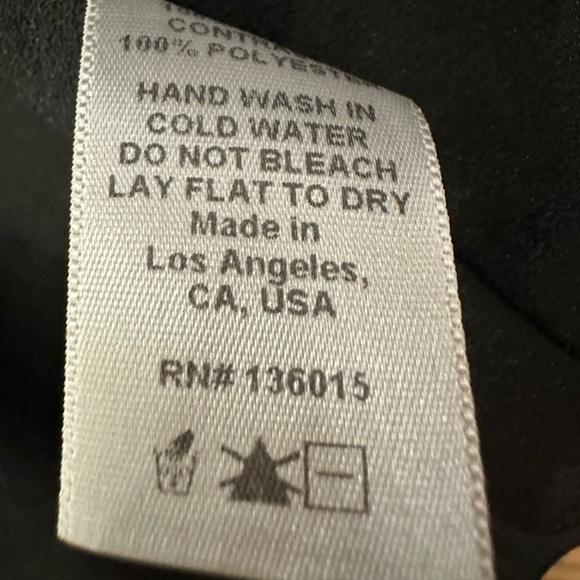 CONTRAST
100% POLYESTER
HAND WASH IN
COLD WATER
DO NOT BLEACH
LAY FLAT TO DRY
Made in
Los Angeles,
CA, USA
RN# 136015